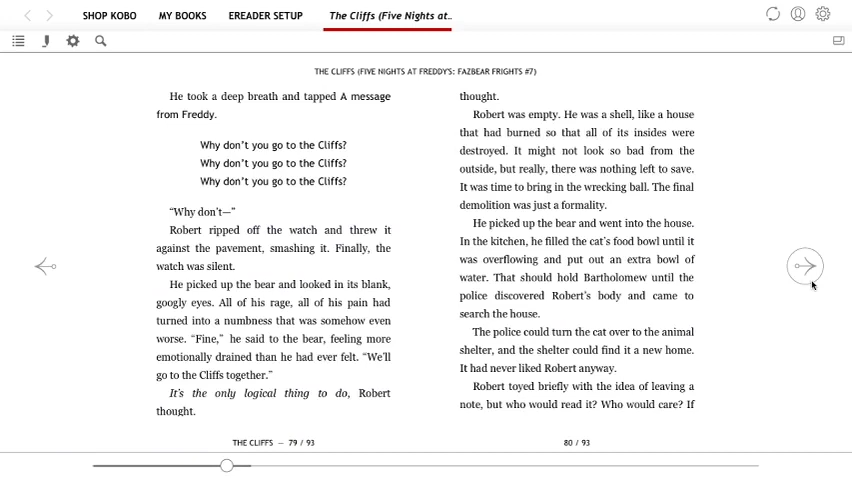 SHOP KOBO MY BOOKS EREADER SETUP The Cliffs (Five Nights at..
THE CLIFFS (FIVE NIGHTS AT FREDDY'S: FAZBEAR FRIGHTS #7)
He took a deep breath and tapped A message
from Freddy.
Why don't you go to the Cliffs?
Why don't you go to the Cliffs?
Why don't you go to the Cliffs?
“Why don't—”
Robert ripped off the watch and threw it
against the pavement, smashing it. Finally, the
watch was silent.
He picked up the bear and looked in its blank,
googly eyes. All of his rage, all of his pain had
turned into a numbness that was somehow even
worse. “Fine,” he said to the bear, feeling more
emotionally drained than he had ever felt. “We'll
go to the Cliffs together.”
It's the only logical thing to do, Robert
thought.
THE CLIFFS — 79 / 93
thought.
Robert was empty. He was a shell, like a house
that had burned so that all of its insides were
destroyed. It might not look so bad from the
outside, but really, there was nothing left to save.
It was time to bring in the wrecking ball. The final
demolition was just a formality.
He picked up the bear and went into the house.
In the kitchen, he filled the cat's food bowl until it
was overflowing and put out an extra bowl of
water. That should hold Bartholomew until the
police discovered Robert's body and came to
search the house.
The police could turn the cat over to the animal
shelter, and the shelter could find it a new home.
It had never liked Robert anyway.
Robert toyed briefly with the idea of leaving a
note, but who would read it? Who would care? If
80 / 93